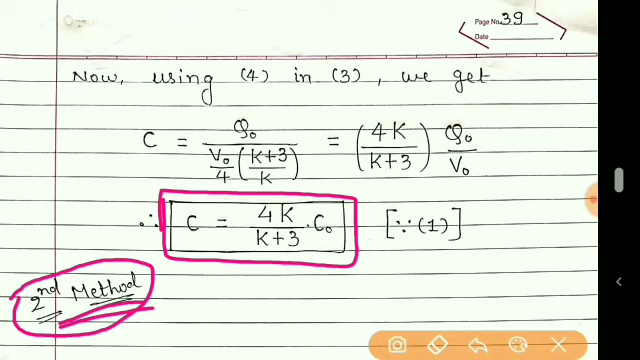 Page No. 39
Date
Now, using (4) in (3), we get
C = Q₀ / (V₀/4 ((K+3)/K)) = (4K/(K+3)) Q₀/V₀
∴ C = 4K/(K+3) · C₀ [∵ (1)]
2nd Method